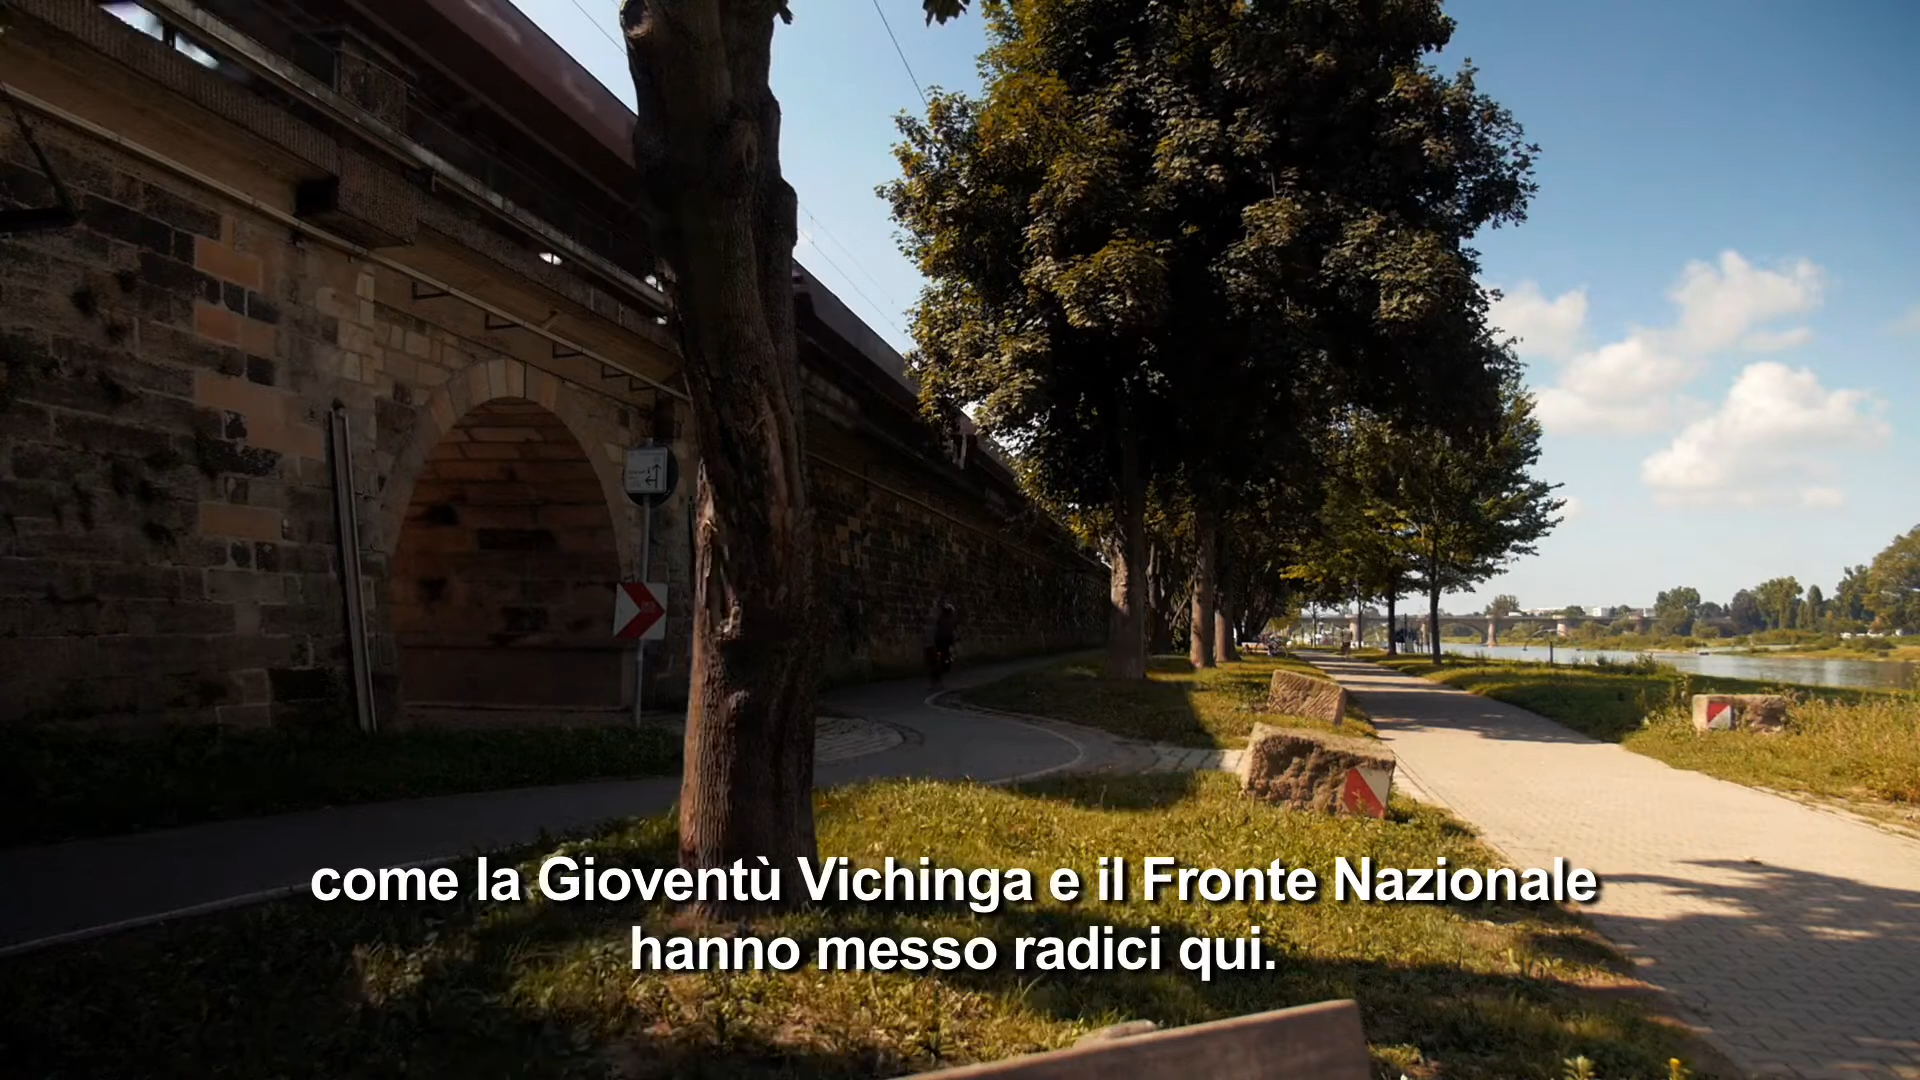 come la Gioventù Vichinga e il Fronte Nazionale
hanno messo radici qui.